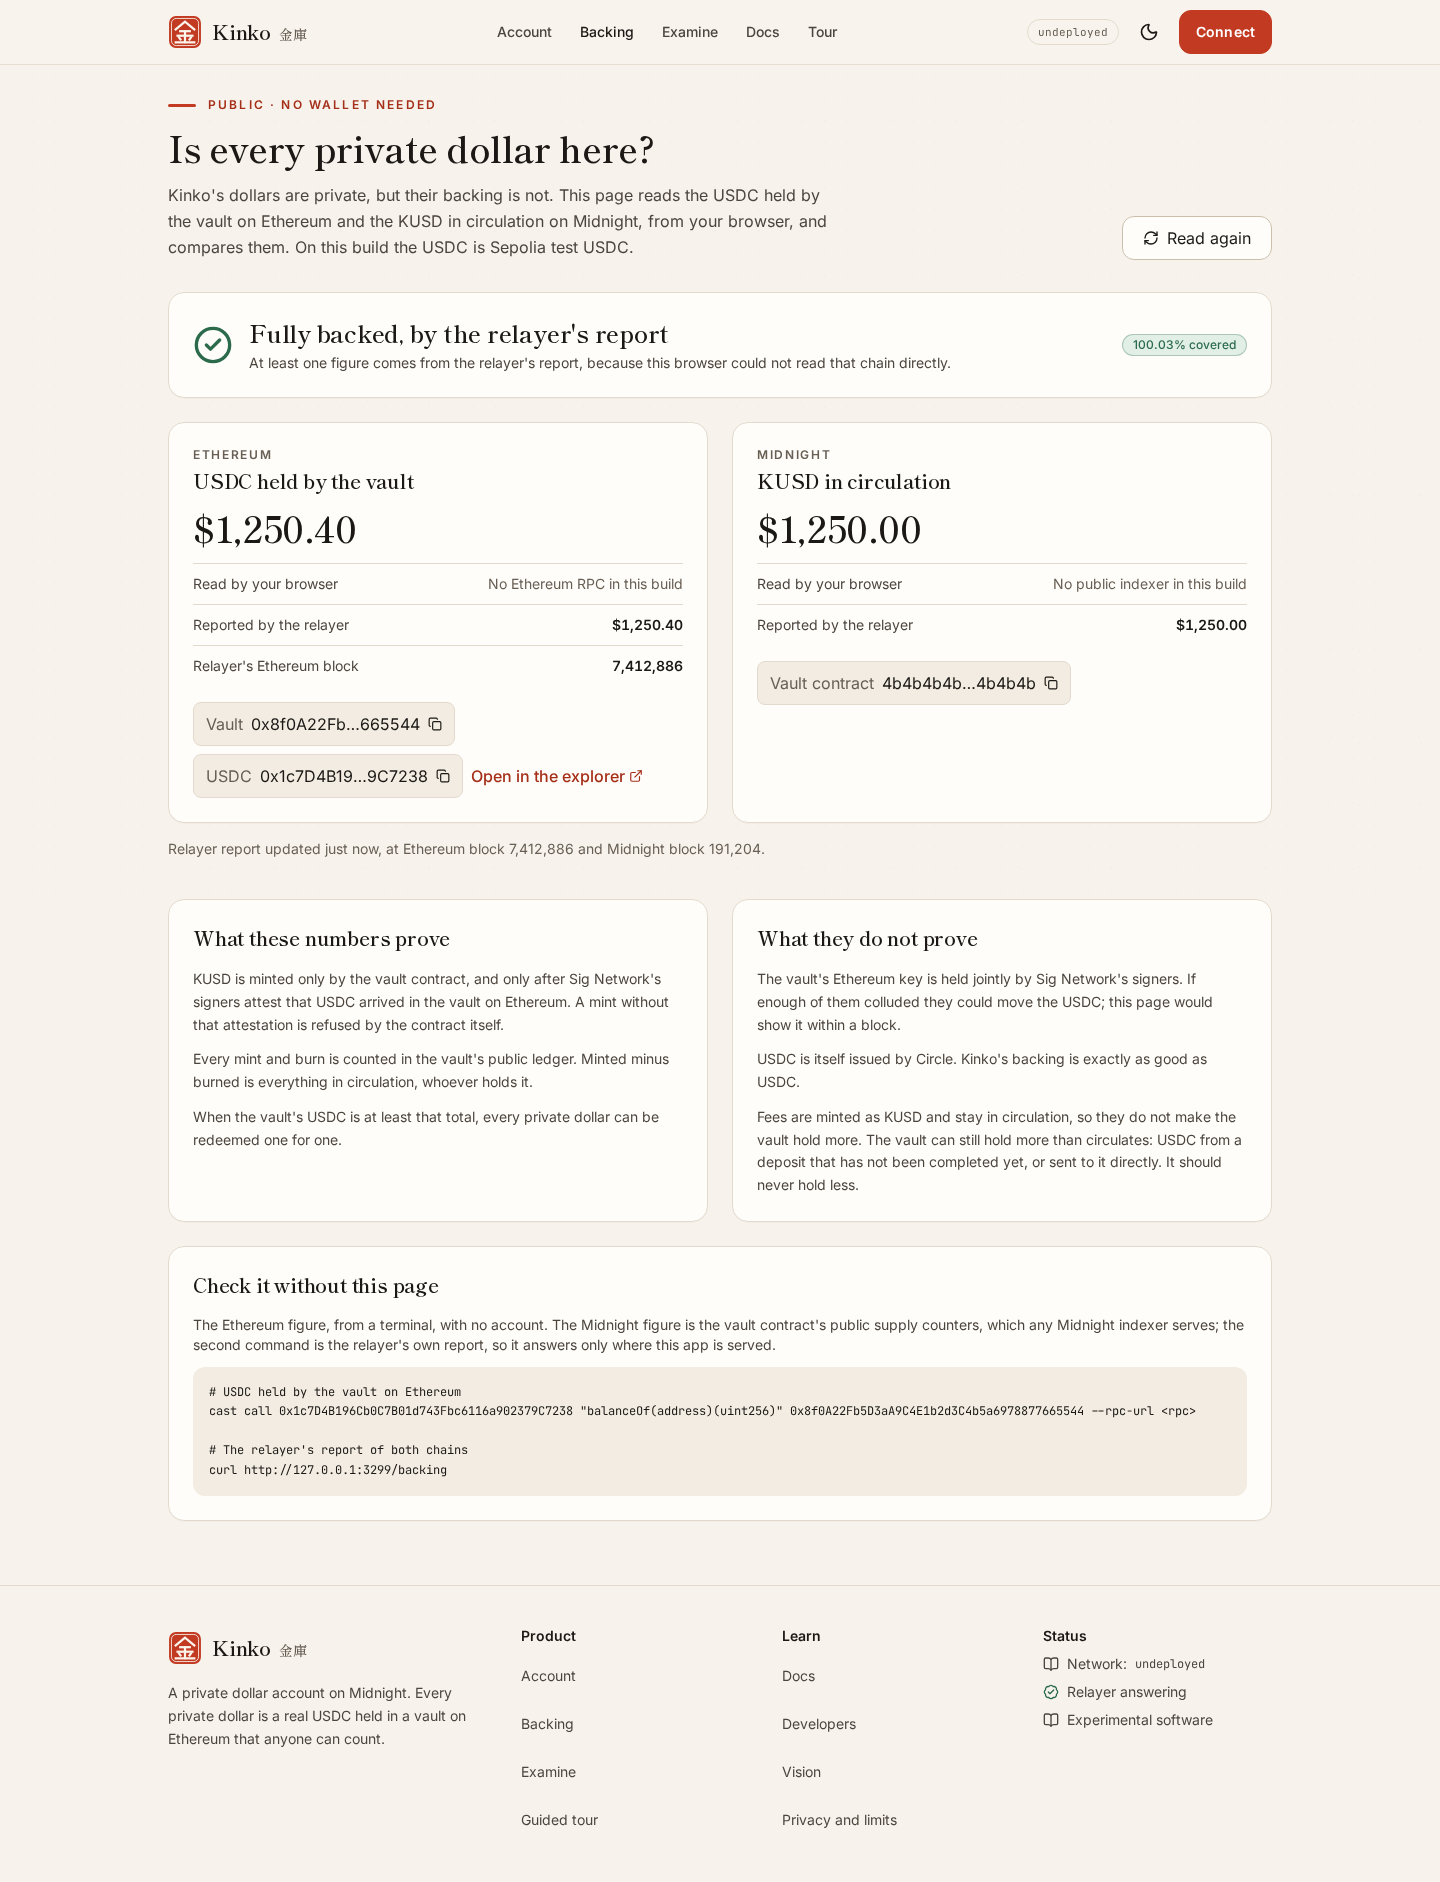 金 Kinko 金庫
Account Backing Examine Docs Tour
undeployed
Connect
PUBLIC · NO WALLET NEEDED
Is every private dollar here?
Kinko's dollars are private, but their backing is not. This page reads the USDC held by
the vault on Ethereum and the KUSD in circulation on Midnight, from your browser, and
compares them. On this build the USDC is Sepolia test USDC.
Read again
Fully backed, by the relayer's report
At least one figure comes from the relayer's report, because this browser could not read that chain directly.
100.03% covered
ETHEREUM
USDC held by the vault
$1,250.40
Read by your browser No Ethereum RPC in this build
Reported by the relayer $1,250.40
Relayer's Ethereum block 7,412,886
Vault 0x8f0A22Fb…665544
USDC 0x1c7D4B19…9C7238 Open in the explorer
MIDNIGHT
KUSD in circulation
$1,250.00
Read by your browser No public indexer in this build
Reported by the relayer $1,250.00
Vault contract 4b4b4b4b…4b4b4b
Relayer report updated just now, at Ethereum block 7,412,886 and Midnight block 191,204.
What these numbers prove
KUSD is minted only by the vault contract, and only after Sig Network's
signers attest that USDC arrived in the vault on Ethereum. A mint without
that attestation is refused by the contract itself.
Every mint and burn is counted in the vault's public ledger. Minted minus
burned is everything in circulation, whoever holds it.
When the vault's USDC is at least that total, every private dollar can be
redeemed one for one.
What they do not prove
The vault's Ethereum key is held jointly by Sig Network's signers. If
enough of them colluded they could move the USDC; this page would
show it within a block.
USDC is itself issued by Circle. Kinko's backing is exactly as good as
USDC.
Fees are minted as KUSD and stay in circulation, so they do not make the
vault hold more. The vault can still hold more than circulates: USDC from a
deposit that has not been completed yet, or sent to it directly. It should
never hold less.
Check it without this page
The Ethereum figure, from a terminal, with no account. The Midnight figure is the vault contract's public supply counters, which any Midnight indexer serves; the
second command is the relayer's own report, so it answers only where this app is served.
# USDC held by the vault on Ethereum
cast call 0x1c7D4B196Cb0C7B01d743Fbc6116a902379C7238 "balanceOf(address)(uint256)" 0x8f0A22Fb5D3aA9C4E1b2d3C4b5a6978877665544 --rpc-url <rpc>
# The relayer's report of both chains
curl http://127.0.0.1:3299/backing
金 Kinko 金庫
A private dollar account on Midnight. Every
private dollar is a real USDC held in a vault on
Ethereum that anyone can count.
Product
Account
Backing
Examine
Guided tour
Learn
Docs
Developers
Vision
Privacy and limits
Status
Network: undeployed
Relayer answering
Experimental software